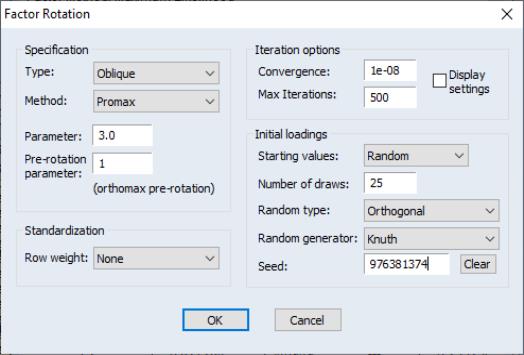 Factor Rotation
Specification
Type: Oblique
Method: Promax
Parameter: 3.0
Pre-rotation parameter: 1
(orthomax pre-rotation)
Standardization
Row weight: None
Iteration options
Convergence: 1e-08
Max Iterations: 500
Display settings
Initial loadings
Starting values: Random
Number of draws: 25
Random type: Orthogonal
Random generator: Knuth
Seed: 976381374 Clear
OK Cancel